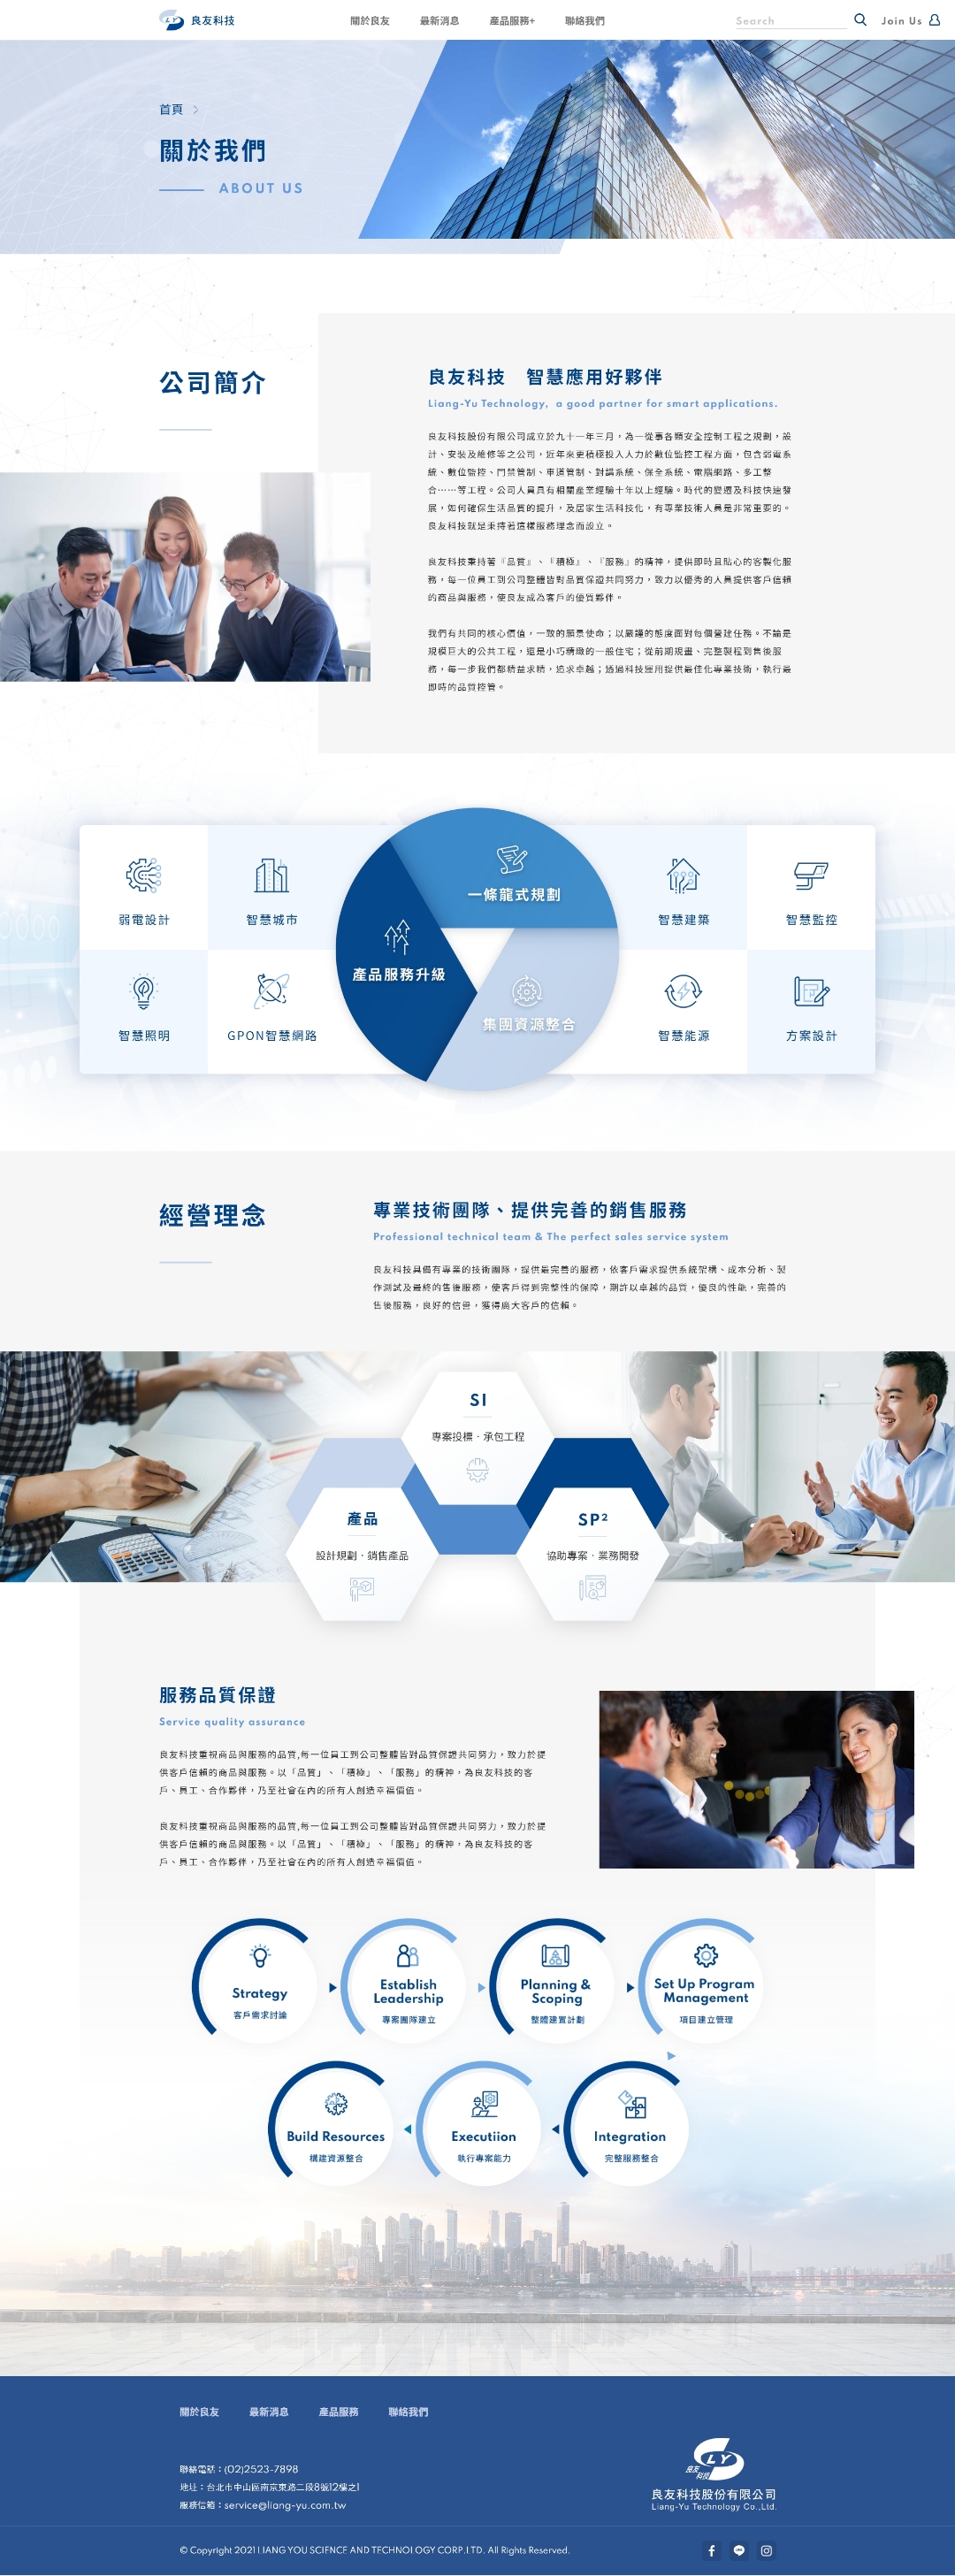 良友科技
關於良友
最新消息
產品服務+
聯絡我們
Search
Join Us
首頁 >
關於我們
ABOUT US
公司簡介
良友科技 智慧應用好夥伴
Liang-Yu Technology, a good partner for smart applications.
良友科技股份有限公司成立於九十一年三月，為一從事各類安全控制工程之規劃，設
計、安裝及維修等之公司，近年來更積極投入人力於數位監控工程方面，包含弱電系
統、數位監控、門禁管制、車道管制、對講系統、保全系統、電腦網路、多工整
合……等工程。公司人員具有相關產業經驗十年以上經驗。時代的變遷及科技快速發
展，如何確保生活品質的提升，及居家生活科技化，有專業技術人員是非常重要的。
良友科技就是秉持著這樣服務理念而設立。
良友科技秉持著『品質』、『積極』、『服務』的精神，提供即時且貼心的客製化服
務，每一位員工到公司整體皆對品質保證共同努力，致力以優秀的人員提供客戶信賴
的商品與服務，使良友成為客戶的優質夥伴。
我們有共同的核心價值，一致的願景使命；以嚴謹的態度面對每個營建任務。不論是
規模巨大的公共工程，還是小巧精緻的一般住宅；從前期規畫、完整製程到售後服
務，每一步我們都精益求精，追求卓越；透過科技運用提供最佳化專業技術，執行最
即時的品質控管。
弱電設計
智慧城市
一條龍式規劃
智慧建築
智慧監控
產品服務升級
集團資源整合
智慧照明
GPON智慧網路
智慧能源
方案設計
經營理念
專業技術團隊、提供完善的銷售服務
Professional technical team & The perfect sales service system
良友科技具備有專業的技術團隊，提供最完善的服務，依客戶需求提供系統架構、成本分析、製
作測試及最終的售後服務，使客戶得到完整性的保障，期許以卓越的品質，優良的性能，完善的
售後服務，良好的信譽，獲得廣大客戶的信賴。
SI
專案投標．承包工程
產品
設計規劃．銷售產品
SP²
協助專案．業務開發
服務品質保證
Service quality assurance
良友科技重視商品與服務的品質,每一位員工到公司整體皆對品質保證共同努力，致力於提
供客戶信賴的商品與服務。以「品質」、「積極」、「服務」的精神，為良友科技的客
戶、員工、合作夥伴，乃至社會在內的所有人創造幸福價值。
良友科技重視商品與服務的品質,每一位員工到公司整體皆對品質保證共同努力，致力於提
供客戶信賴的商品與服務。以「品質」、「積極」、「服務」的精神，為良友科技的客
戶、員工、合作夥伴，乃至社會在內的所有人創造幸福價值。
Strategy
客戶需求討論
Establish
Leadership
專案團隊建立
Planning &
Scoping
整體建置計劃
Set Up Program
Management
項目建立管理
Build Resources
構建資源整合
Executiion
執行專案能力
Integration
完整服務整合
關於良友
最新消息
產品服務
聯絡我們
聯絡電話：(02)2523-7898
地址：台北市中山區南京東路二段8號12樓之1
服務信箱：service@liang-yu.com.tw
LY
良友
科技
良友科技股份有限公司
Liang-Yu Technology Co.,Ltd.
© Copyright 2021 LIANG YOU SCIENCE AND TECHNOLOGY CORP.LTD. All Rights Reserved.